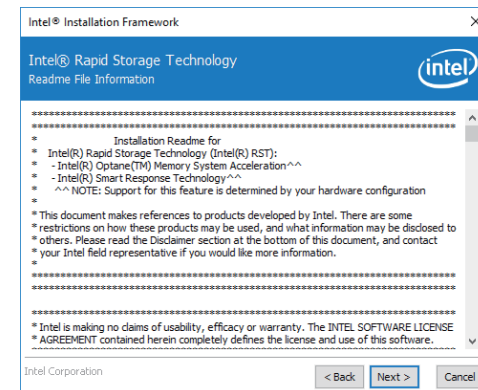 Intel® Installation Framework
Intel® Rapid Storage Technology
Readme File Information
intel
********************************************************************************
********************************************************************************
* Installation Readme for
* Intel(R) Rapid Storage Technology (Intel(R) RST):
* - Intel(R) Optane(TM) Memory System Acceleration^^
* - Intel(R) Smart Response Technology^^
* ^^ NOTE: Support for this feature is determined by your hardware configuration
*
* This document makes references to products developed by Intel. There are some
* restrictions on how these products may be used, and what information may be disclosed to
* others. Please read the Disclaimer section at the bottom of this document, and contact
* your Intel field representative if you would like more information.
*
********************************************************************************
********************************************************************************
********************************************************************************
* Intel is making no claims of usability, efficacy or warranty. The INTEL SOFTWARE LICENSE
* AGREEMENT contained herein completely defines the license and use of this software.
Intel Corporation
< Back
Next >
Cancel